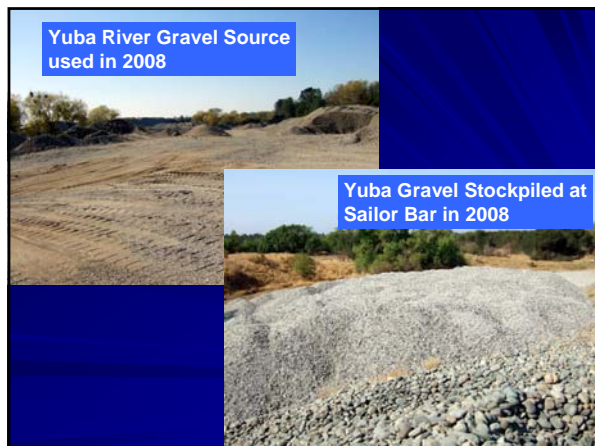 Yuba River Gravel Source
used in 2008
Yuba Gravel Stockpiled at
Sailor Bar in 2008